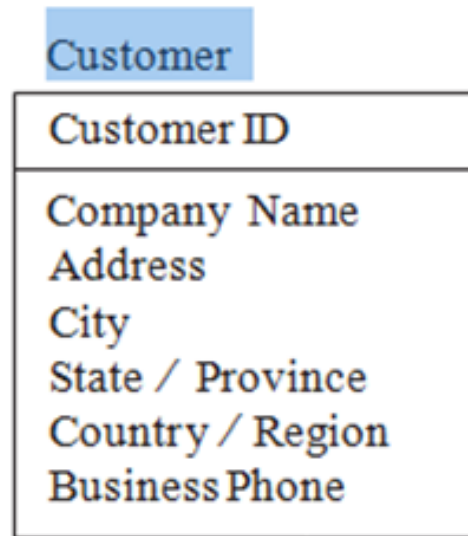 Customer
Customer ID
Company Name
Address
City
State / Province
Country / Region
Business Phone